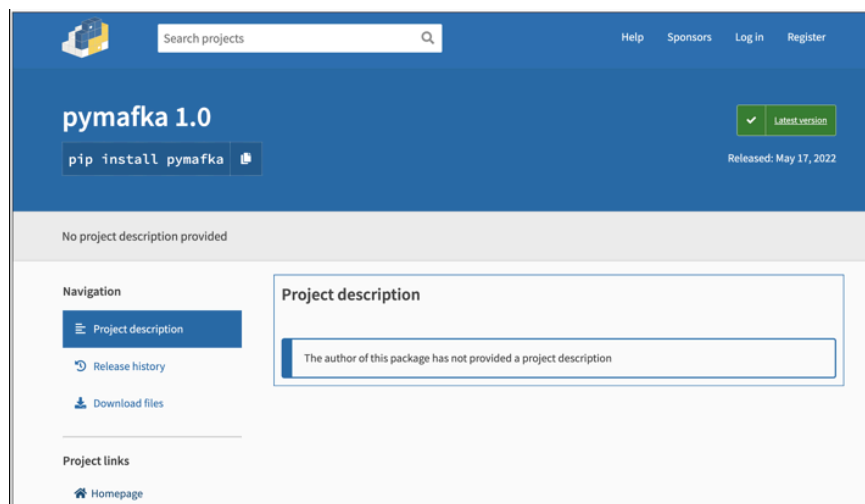 Search projects
Help Sponsors Log in Register
pymafka 1.0
Latest version
pip install pymafka
Released: May 17, 2022
No project description provided
Navigation
Project description
Release history
Download files
Project links
Homepage
Project description
The author of this package has not provided a project description